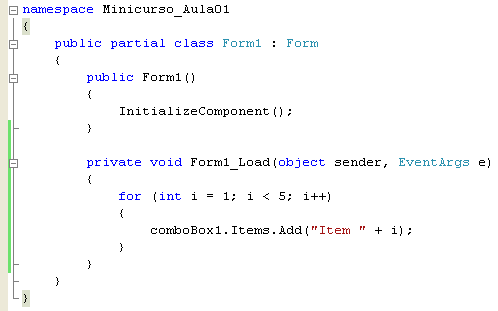 namespace Minicurso_Aula01
{
public partial class Form1 : Form
{
public Form1()
{
InitializeComponent();
}
private void Form1_Load(object sender, EventArgs e)
{
for (int i = 1; i < 5; i++)
{
comboBox1.Items.Add("Item " + i);
}
}
}
}